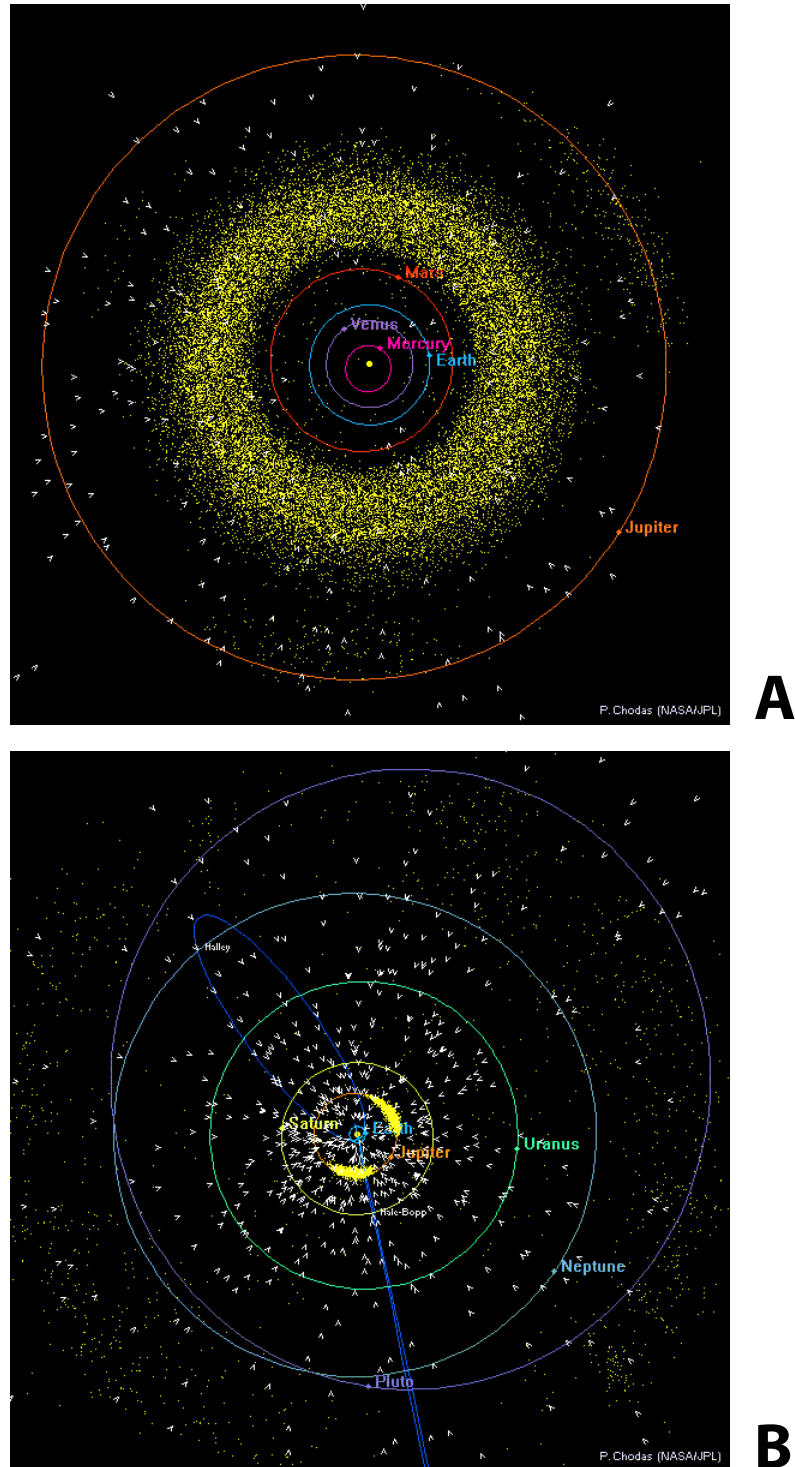 Mars
Venus
Mercury
Earth
Jupiter
P. Chodas (NASA/JPL)
A
Halley
Saturn
Earth
Uranus
Jupiter
Hale-Bopp
Neptune
Pluto
P. Chodas (NASA/JPL)
B